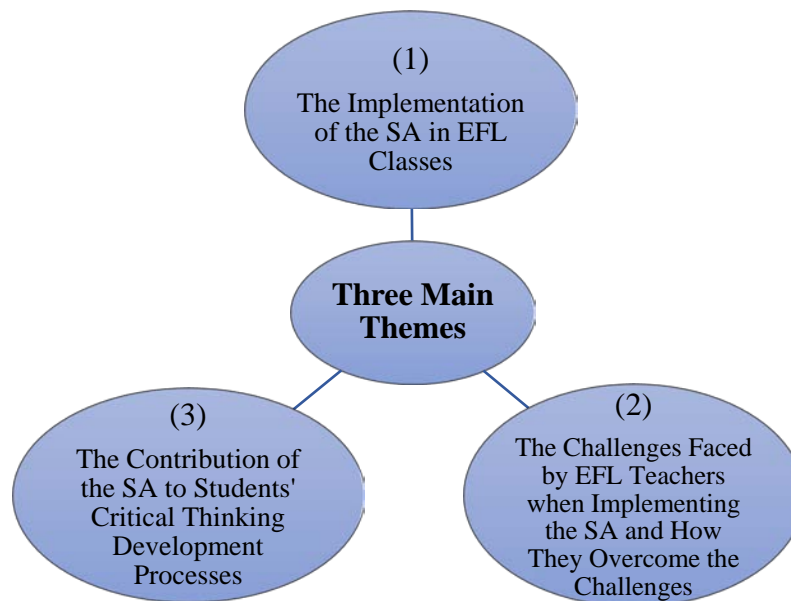 (1)
The Implementation
of the SA in EFL
Classes
Three Main
Themes
(3)
The Contribution of
the SA to Students'
Critical Thinking
Development
Processes
(2)
The Challenges Faced
by EFL Teachers
when Implementing
the SA and How
They Overcome the
Challenges